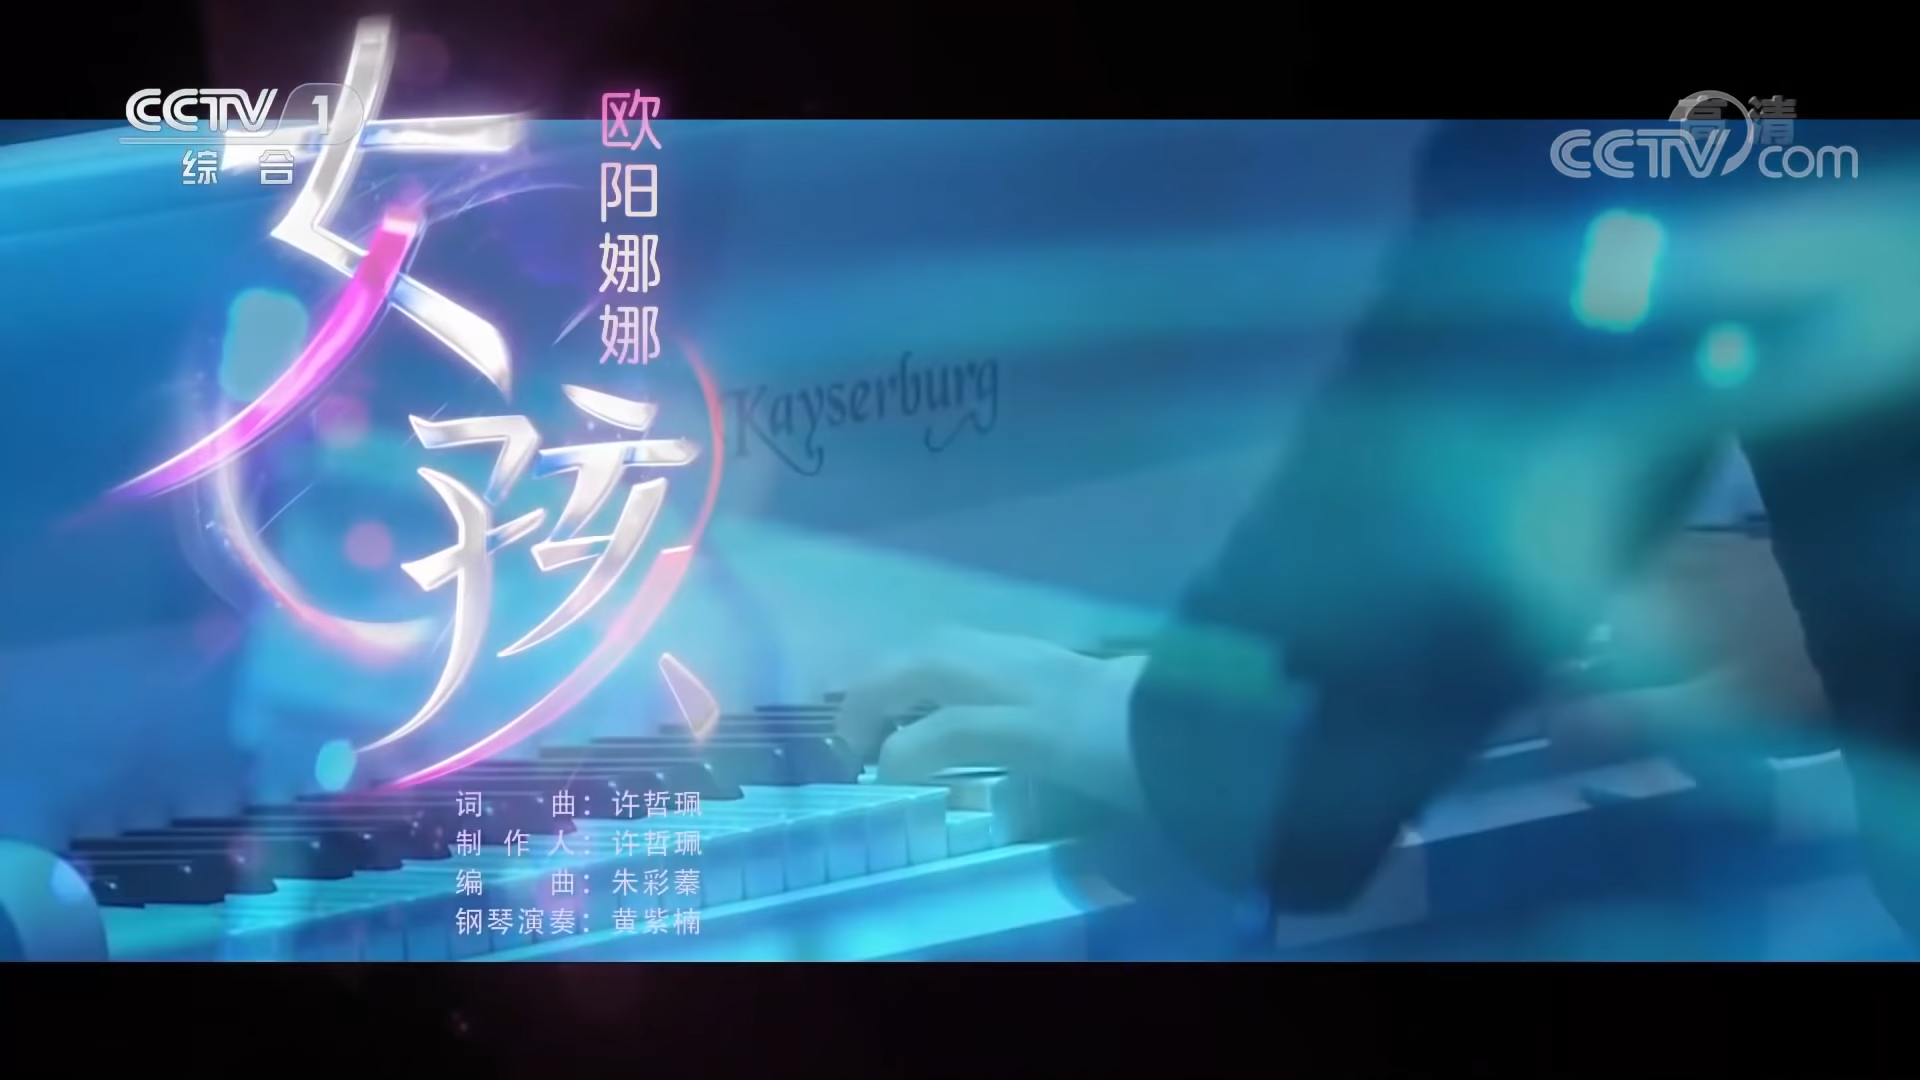 CCTV 1
综合
高清
CCTV com
女孩
欧阳娜娜
Kayserburg
词 曲：许哲珮
制作人：许哲珮
编 曲：朱彩蓁
钢琴演奏：黄紫楠